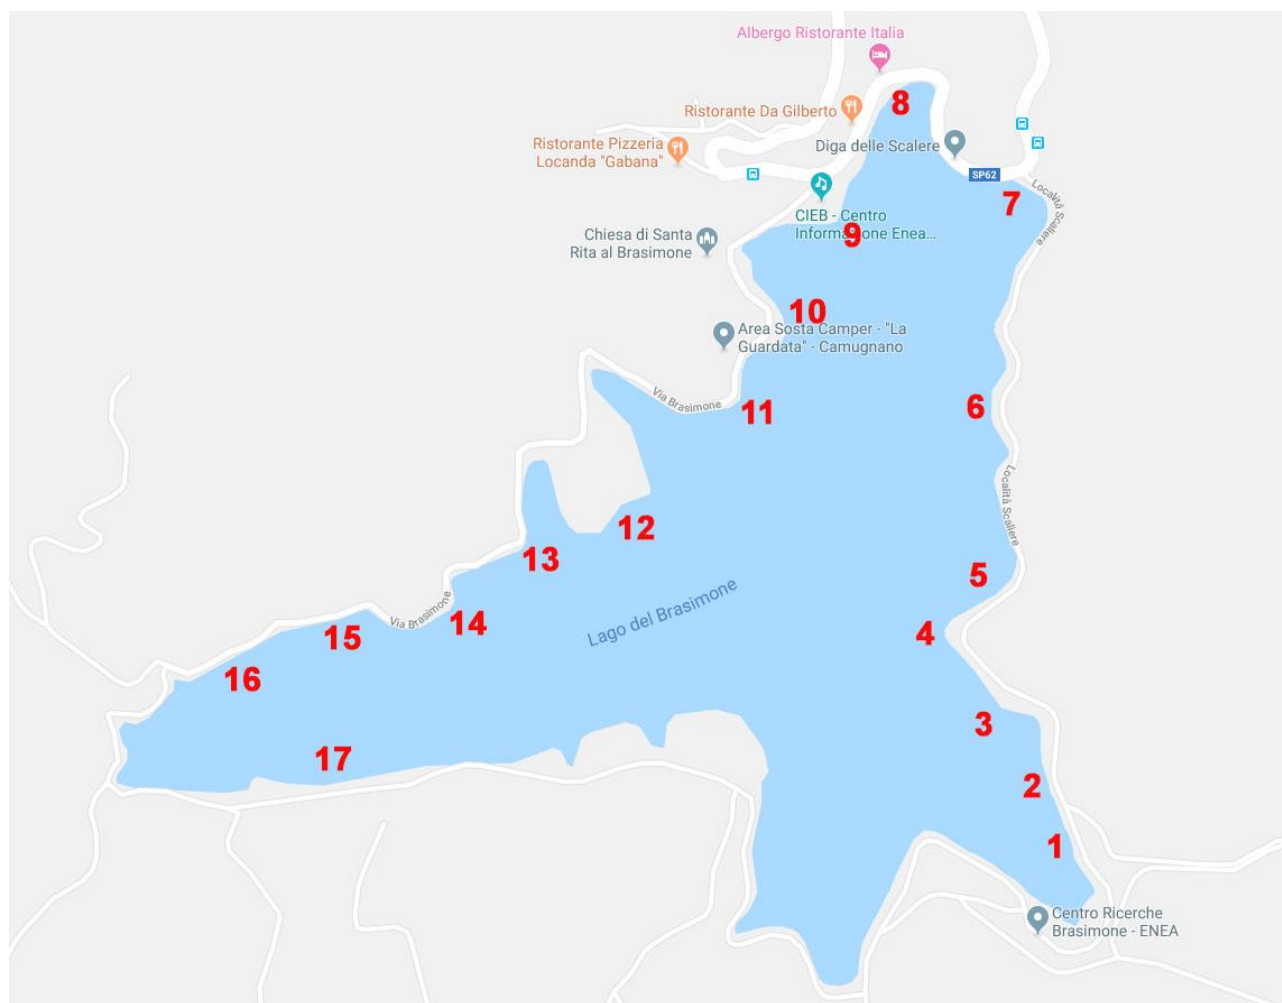 Albergo Ristorante Italia
8
Ristorante Da Gilberto
Ristorante Pizzeria
Locanda "Gabana"
Diga delle Scalere
SP62
Località Scaliere
7
CIEB - Centro
Informazione Enea...
9
Chiesa di Santa
Rita al Brasimone
10
Area Sosta Camper - "La
Guardata" - Camugnano
Via Brasimone
11
6
Località Scaliere
12
13
5
Lago del Brasimone
Via Brasimone
14
4
15
16
3
17
2
1
Centro Ricerche
Brasimone - ENEA